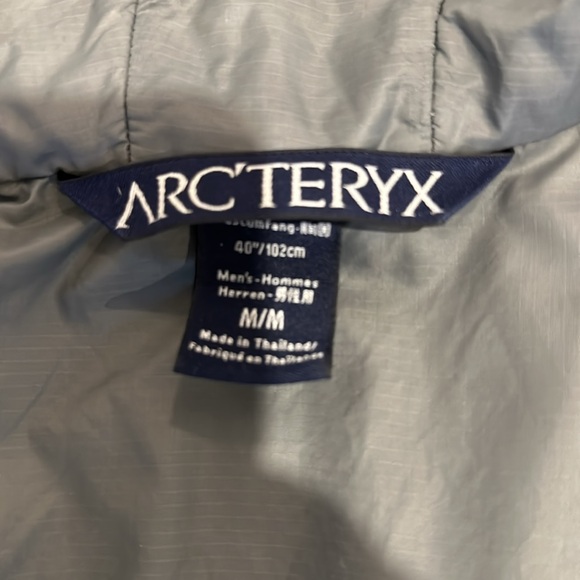 ARC'TERYX
40"/102cm
Men's-Hommes
Herren-男性用
M/M
Made in Thailand/
Fabriqué en Thaïlande